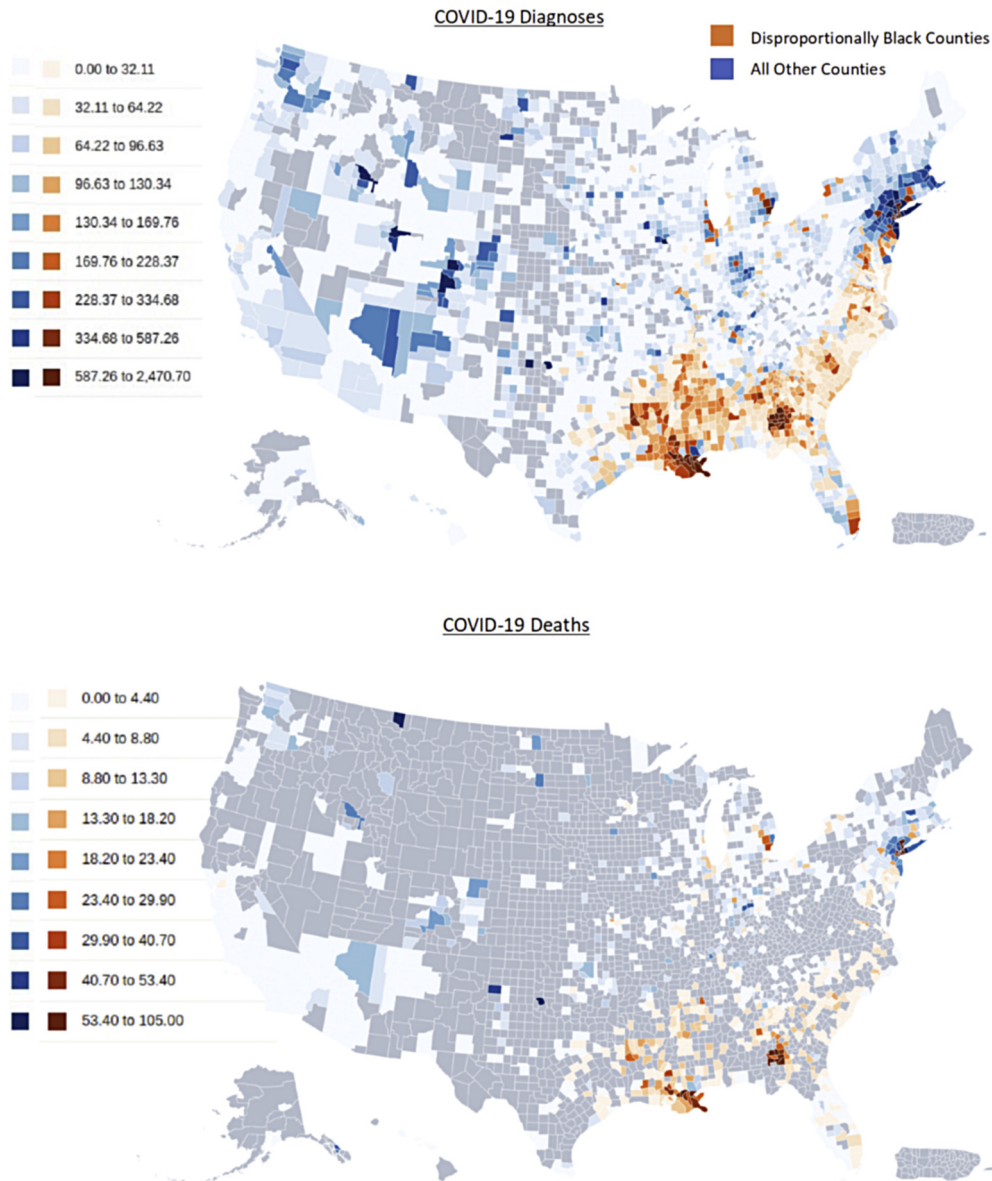 COVID-19 Diagnoses
Disproportionally Black Counties
All Other Counties
0.00 to 32.11
32.11 to 64.22
64.22 to 96.63
96.63 to 130.34
130.34 to 169.76
169.76 to 228.37
228.37 to 334.68
334.68 to 587.26
587.26 to 2,470.70
COVID-19 Deaths
0.00 to 4.40
4.40 to 8.80
8.80 to 13.30
13.30 to 18.20
18.20 to 23.40
23.40 to 29.90
29.90 to 40.70
40.70 to 53.40
53.40 to 105.00